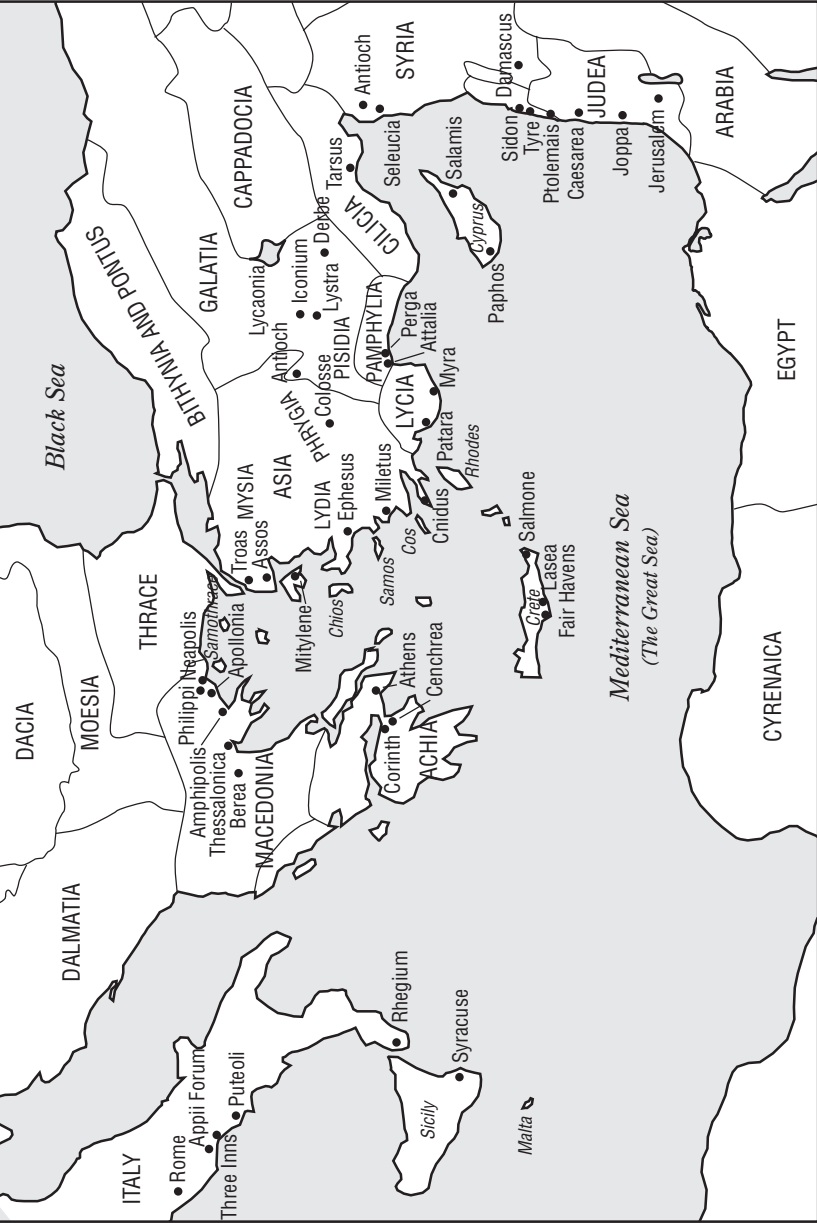 Black Sea
DACIA
MOESIA
THRACE
DALMATIA
BITHYNIA AND PONTUS
GALATIA
CAPPADOCIA
ITALY
Rome
Appii Forum
Three Inns
Puteoli
Rhegium
Sicily
Syracuse
Malta
MACEDONIA
Philippi
Neapolis
Samothrace
Apollonia
Amphipolis
Thessalonica
Berea
Athens
Cenchrea
Corinth
ACHIA
Troas
Assos
MYSIA
ASIA
Mitylene
Chios
LYDIA
Ephesus
Samos
Miletus
Cos
Cnidus
PHRYGIA
Colosse
Antioch
PISIDIA
Lycaonia
Iconium
Lystra
Derbe
CILICIA
Tarsus
PAMPHYLIA
Perga
Attalia
LYCIA
Myra
Patara
Rhodes
Antioch
Seleucia
SYRIA
Cyprus
Salamis
Paphos
Damascus
Sidon
Tyre
Ptolemais
Caesarea
JUDEA
Joppa
Jerusalem
ARABIA
Crete
Salmone
Lasea
Fair Havens
Mediterranean Sea
(The Great Sea)
CYRENAICA
EGYPT